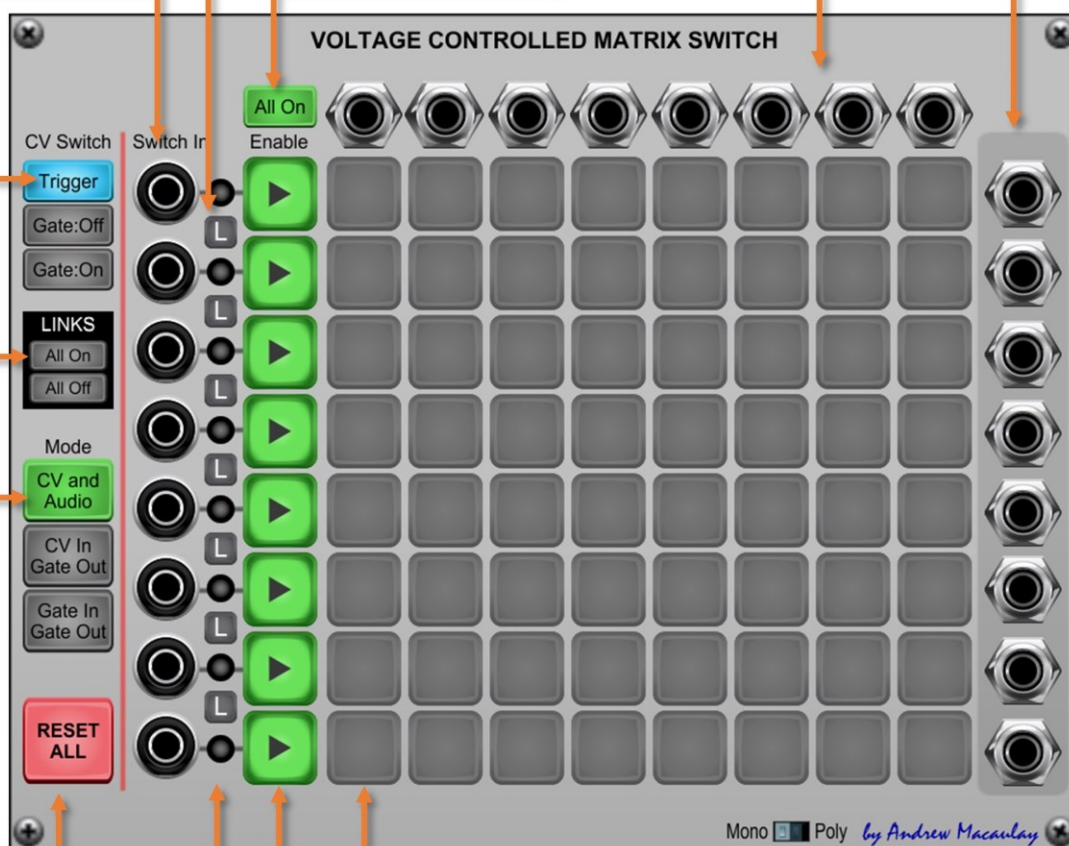 VOLTAGE CONTROLLED MATRIX SWITCH
All On
CV Switch
Switch In
Enable
Trigger
Gate:Off
Gate:On
L
L
L
L
L
L
L
LINKS
All On
All Off
Mode
CV and
Audio
CV In
Gate Out
Gate In
Gate Out
RESET
ALL
Mono
Poly
by Andrew Macaulay